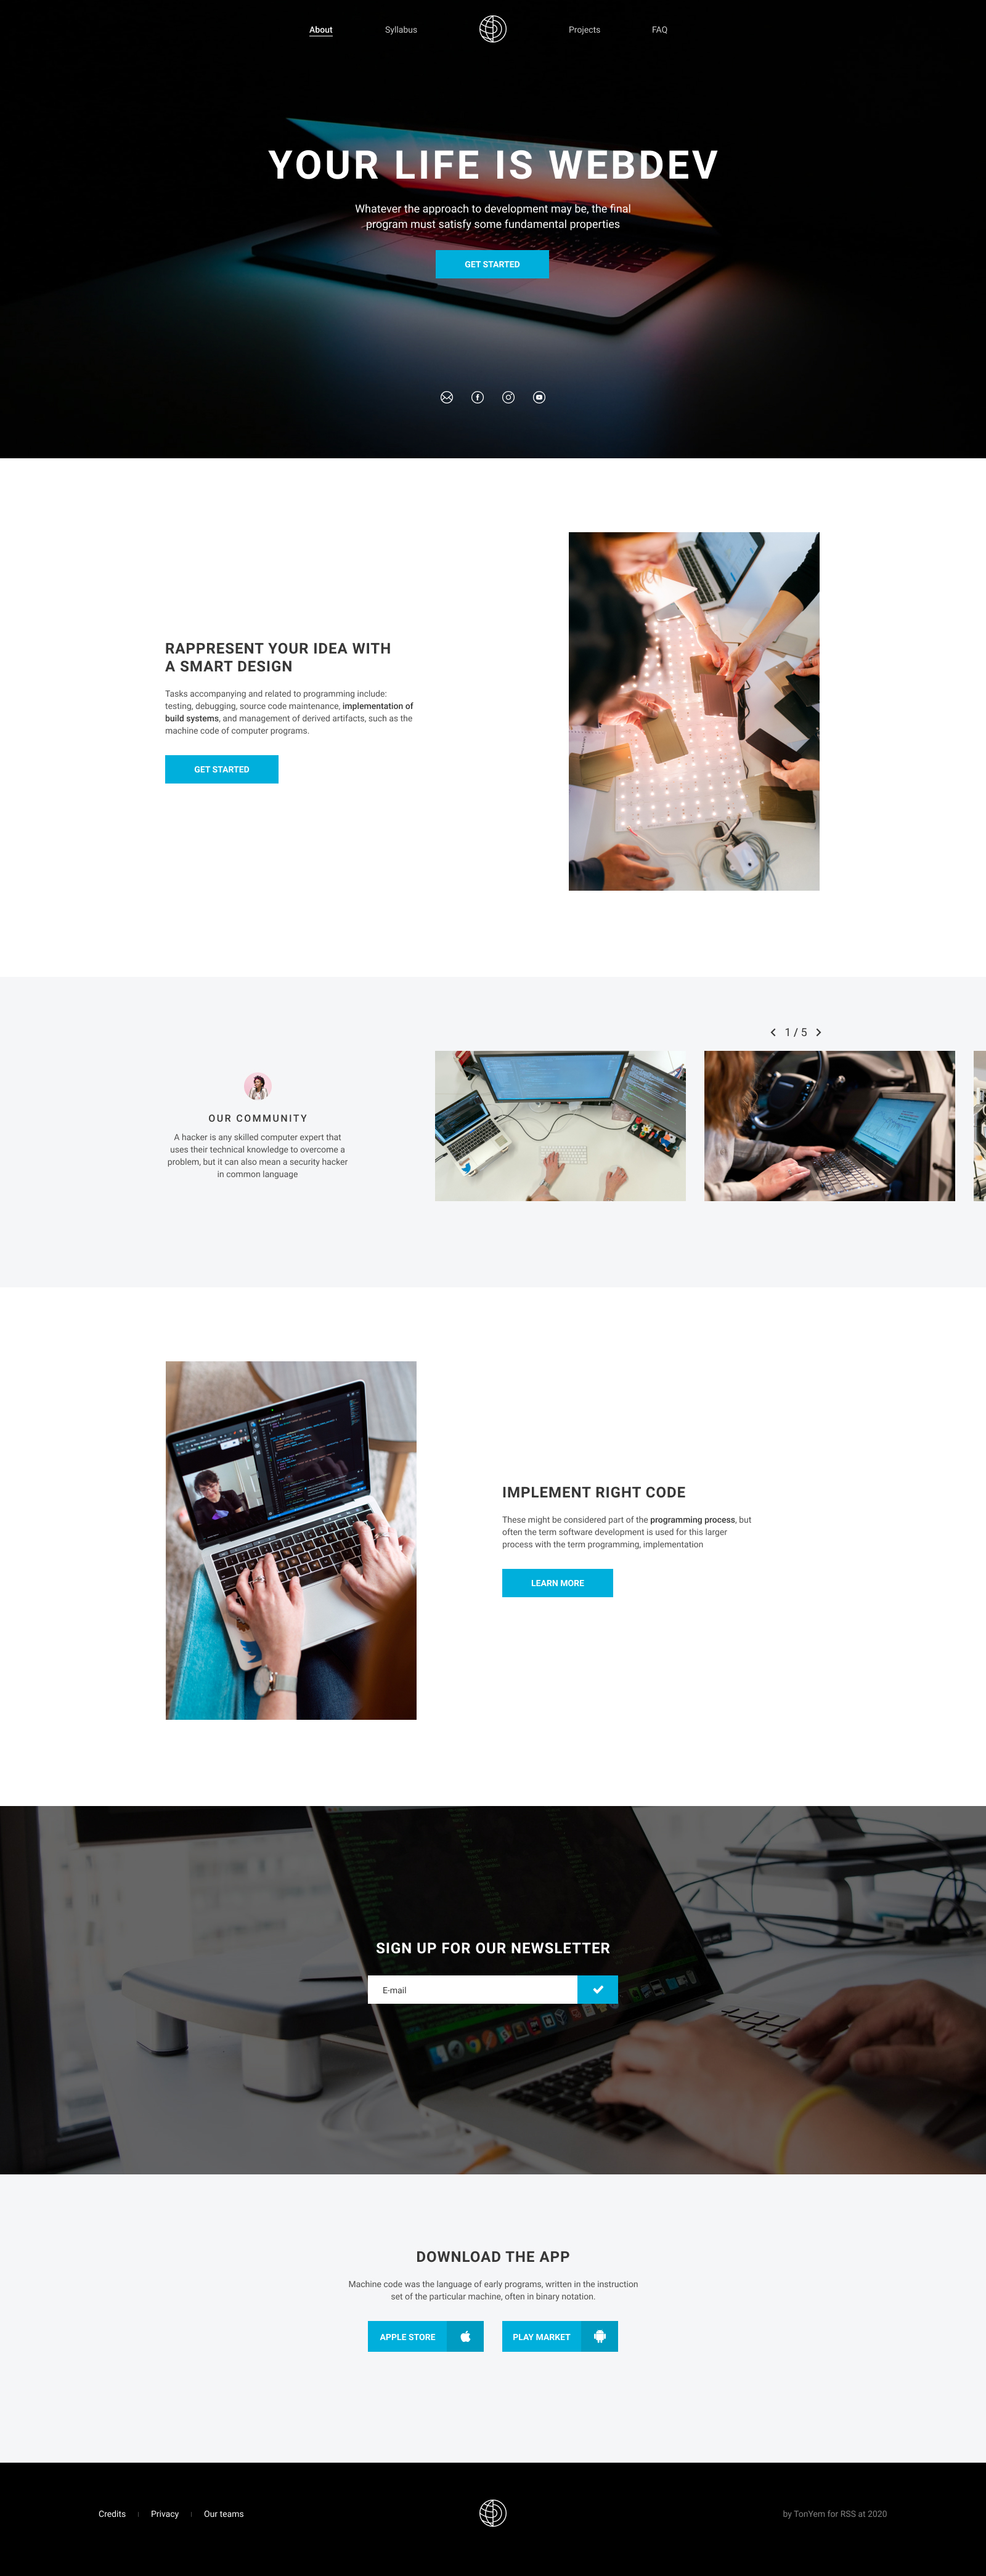 About
Syllabus
Projects
FAQ
YOUR LIFE IS WEBDEV
Whatever the approach to development may be, the final
program must satisfy some fundamental properties
GET STARTED
RAPPRESENT YOUR IDEA WITH
A SMART DESIGN
Tasks accompanying and related to programming include:
testing, debugging, source code maintenance, implementation of
build systems, and management of derived artifacts, such as the
machine code of computer programs.
GET STARTED
1 / 5
OUR COMMUNITY
A hacker is any skilled computer expert that
uses their technical knowledge to overcome a
problem, but it can also mean a security hacker
in common language
IMPLEMENT RIGHT CODE
These might be considered part of the programming process, but
often the term software development is used for this larger
process with the term programming, implementation
LEARN MORE
SIGN UP FOR OUR NEWSLETTER
E-mail
DOWNLOAD THE APP
Machine code was the language of early programs, written in the instruction
set of the particular machine, often in binary notation.
APPLE STORE
PLAY MARKET
Credits
Privacy
Our teams
by TonYem for RSS at 2020